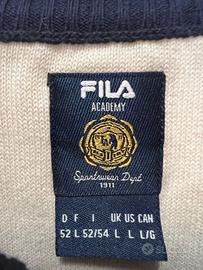 FILA
ACADEMY
Sportswear Dept
1911
D F I UK US CAN
52 L 52/54 L L L/G